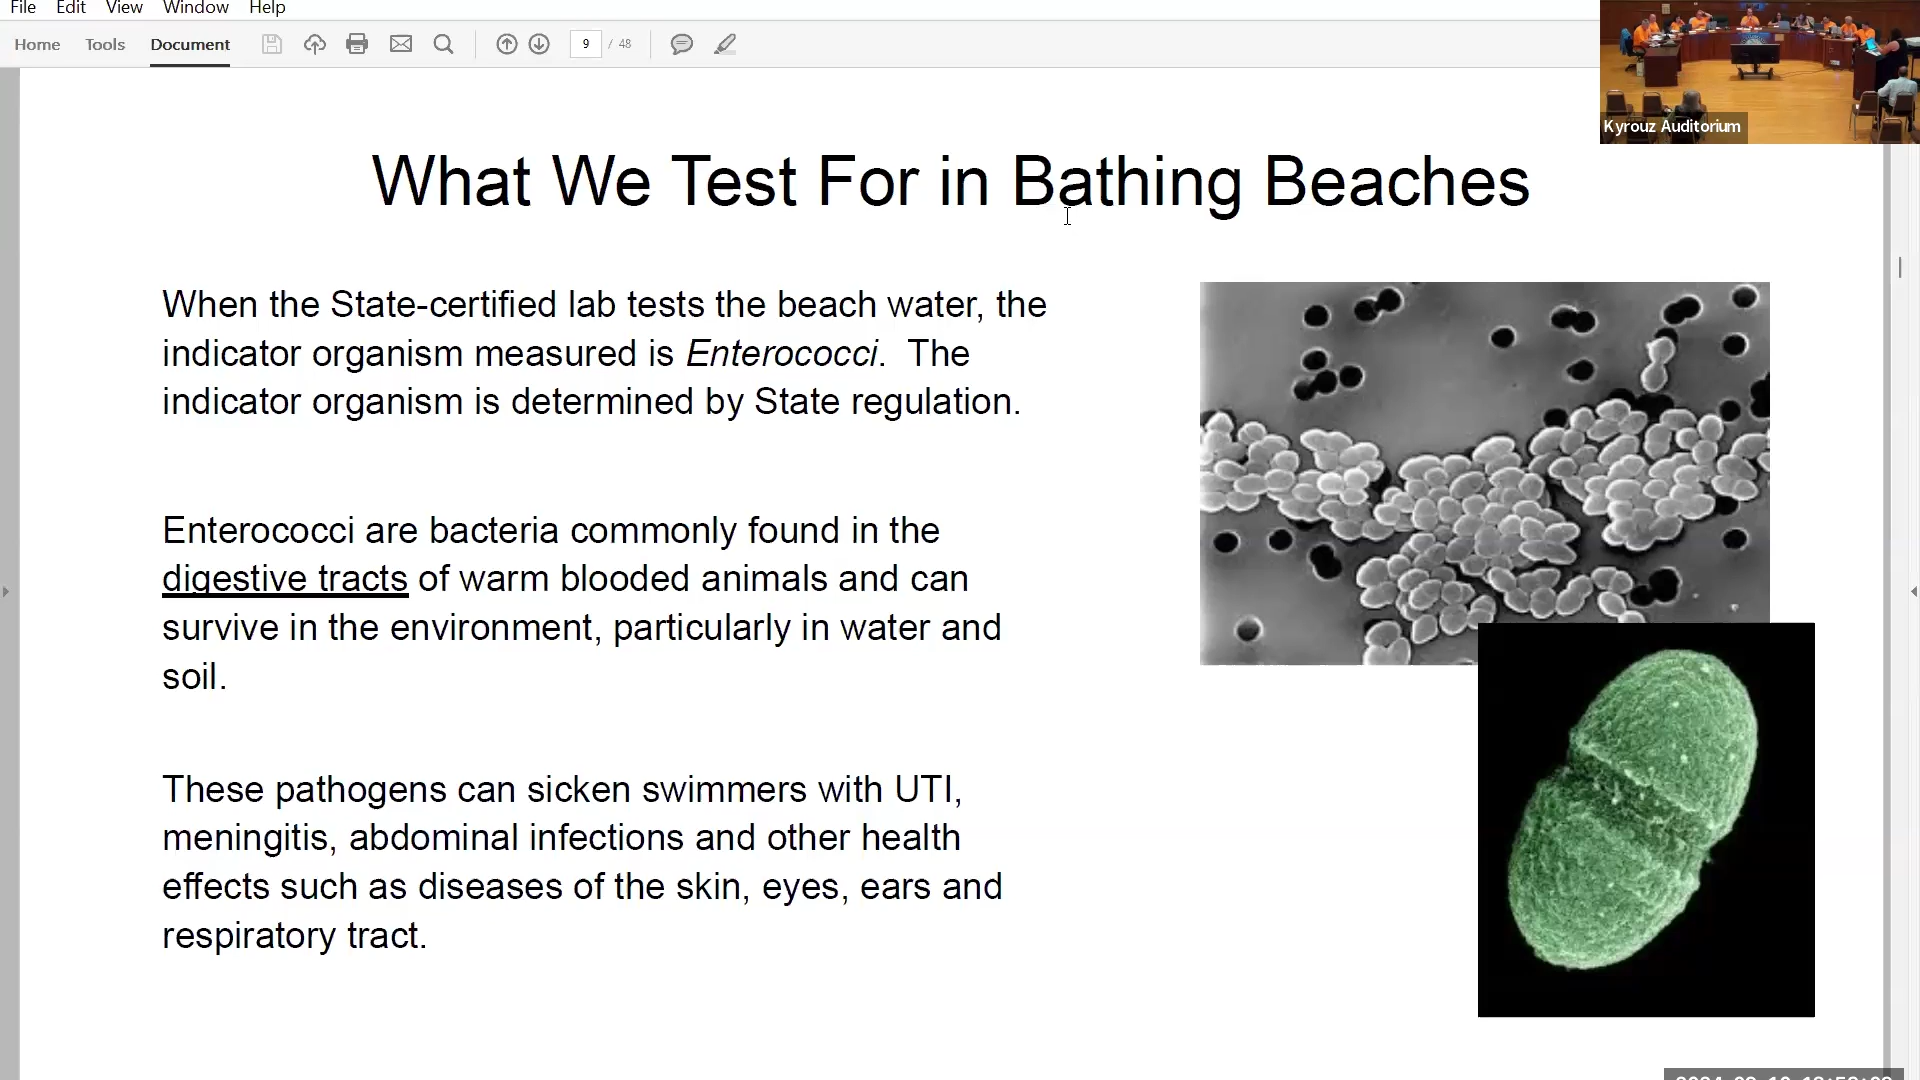 File Edit View Window Help
Home Tools Document 9 / 48
Kyrouz Auditorium
What We Test For in Bathing Beaches
When the State-certified lab tests the beach water, the
indicator organism measured is Enterococci. The
indicator organism is determined by State regulation.
Enterococci are bacteria commonly found in the
digestive tracts of warm blooded animals and can
survive in the environment, particularly in water and
soil.
These pathogens can sicken swimmers with UTI,
meningitis, abdominal infections and other health
effects such as diseases of the skin, eyes, ears and
respiratory tract.